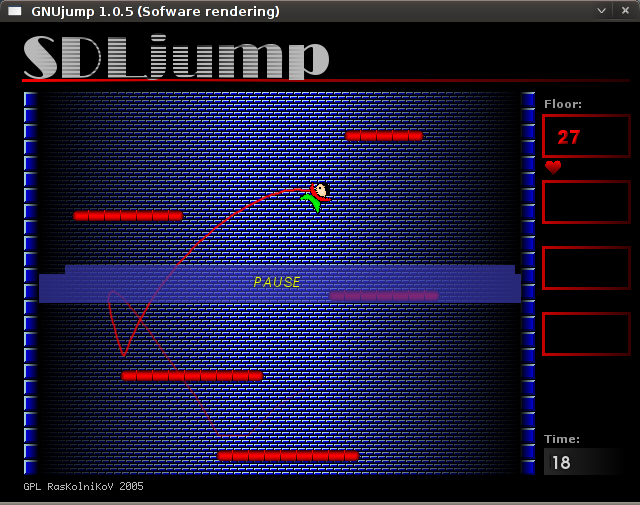 GNUjump 1.0.5 (Sofware rendering)
SDLjump
Floor:
27
PAUSE
Time:
18
GPL RasKolniKoV 2005